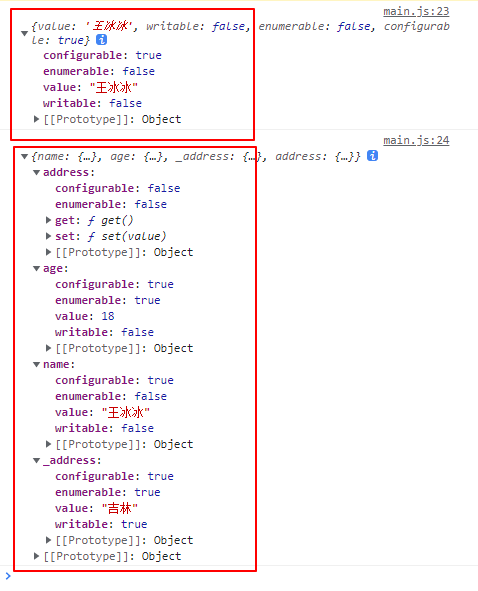 main.js:23
{value: '王冰冰', writable: false, enumerable: false, configurab
le: true} i
configurable: true
enumerable: false
value: "王冰冰"
writable: false
[[Prototype]]: Object
main.js:24
{name: {…}, age: {…}, _address: {…}, address: {…}} i
address:
configurable: false
enumerable: false
get: ƒ get()
set: ƒ set(value)
[[Prototype]]: Object
age:
configurable: true
enumerable: true
value: 18
writable: false
[[Prototype]]: Object
name:
configurable: true
enumerable: false
value: "王冰冰"
writable: false
[[Prototype]]: Object
_address:
configurable: true
enumerable: true
value: "吉林"
writable: true
[[Prototype]]: Object
[[Prototype]]: Object